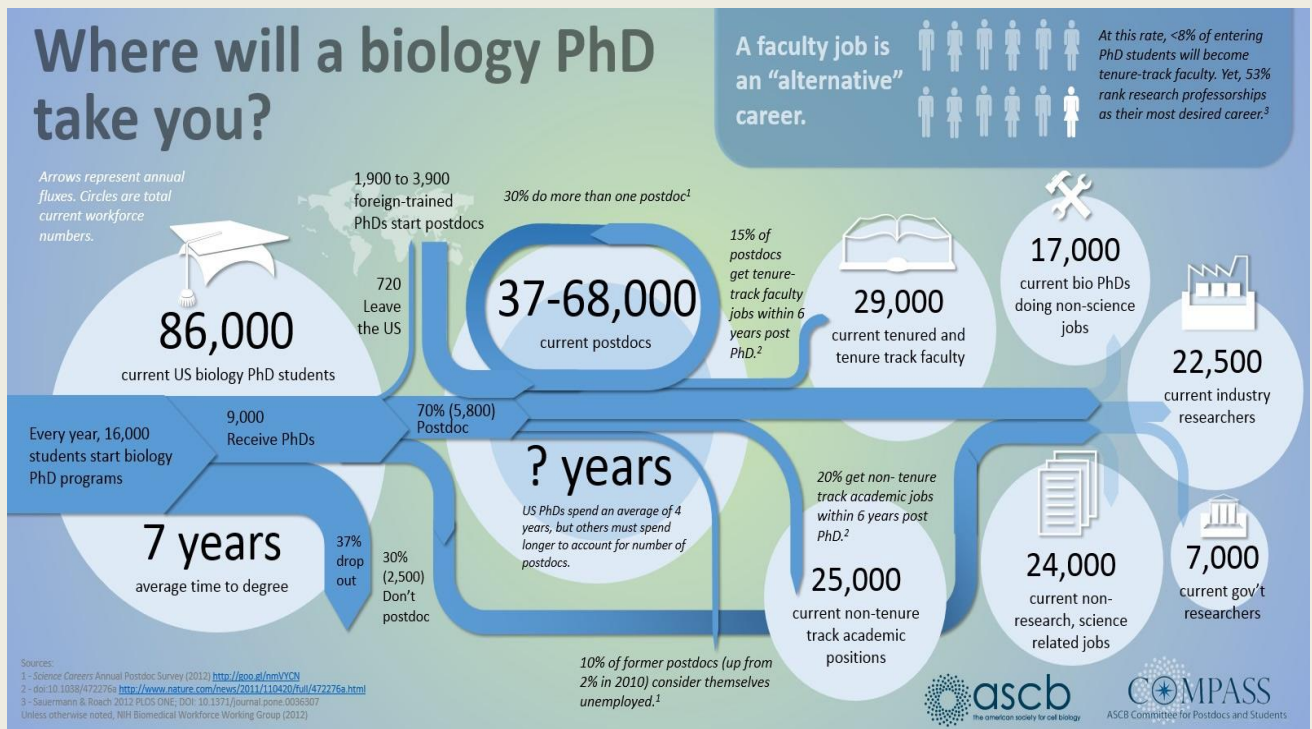 Where will a biology PhD
take you?
A faculty job is
an “alternative”
career.
At this rate, <8% of entering
PhD students will become
tenure-track faculty. Yet, 53%
rank research professorships
as their most desired career.3
Arrows represent annual
fluxes. Circles are total
current workforce
numbers.
86,000
current US biology PhD students
Every year, 16,000
students start biology
PhD programs
9,000
Receive PhDs
7 years
average time to degree
37%
drop
out
1,900 to 3,900
foreign-trained
PhDs start postdocs
720
Leave
the US
70% (5,800)
Postdoc
30%
(2,500)
Don’t
postdoc
30% do more than one postdoc1
37-68,000
current postdocs
? years
US PhDs spend an average of 4
years, but others must spend
longer to account for number of
postdocs.
15% of
postdocs
get tenure-
track faculty
jobs within 6
years post
PhD.2
29,000
current tenured and
tenure track faculty
20% get non- tenure
track academic jobs
within 6 years post
PhD.2
25,000
current non-tenure
track academic
positions
10% of former postdocs (up from
2% in 2010) consider themselves
unemployed.1
17,000
current bio PhDs
doing non-science
jobs
22,500
current industry
researchers
24,000
current non-
research, science
related jobs
7,000
current gov’t
researchers
Sources:
1 - Science Careers Annual Postdoc Survey (2012) http://goo.gl/nmVYCN
2 - doi:10.1038/472276a http://www.nature.com/news/2011/110420/full/472276a.html
3 - Sauermann & Roach 2012 PLOS ONE; DOI: 10.1371/journal.pone.0036307
Unless otherwise noted, NIH Biomedical Workforce Working Group (2012)
ascb
the american society for cell biology
COMPASS
ASCB Committee for Postdocs and Students